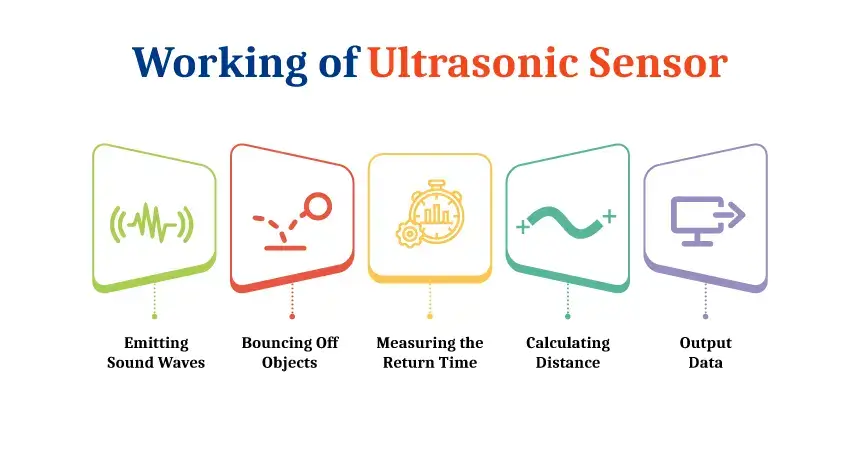 Working of Ultrasonic Sensor
Emitting
Sound Waves
Bouncing Off
Objects
Measuring the
Return Time
Calculating
Distance
Output
Data